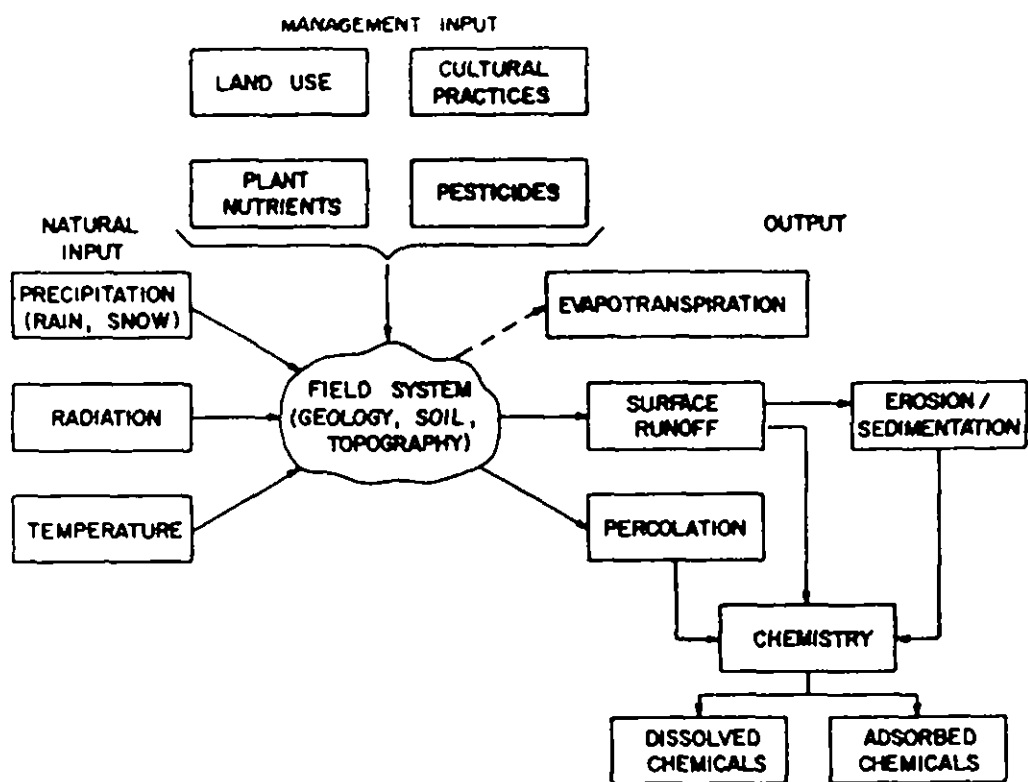 MANAGEMENT INPUT
LAND USE
CULTURAL
PRACTICES
PLANT
NUTRIENTS
PESTICIDES
NATURAL
INPUT
OUTPUT
PRECIPITATION
(RAIN, SNOW)
EVAPOTRANSPIRATION
RADIATION
FIELD SYSTEM
(GEOLOGY, SOIL,
TOPOGRAPHY)
SURFACE
RUNOFF
EROSION/
SEDIMENTATION
TEMPERATURE
PERCOLATION
CHEMISTRY
DISSOLVED
CHEMICALS
ADSORBED
CHEMICALS